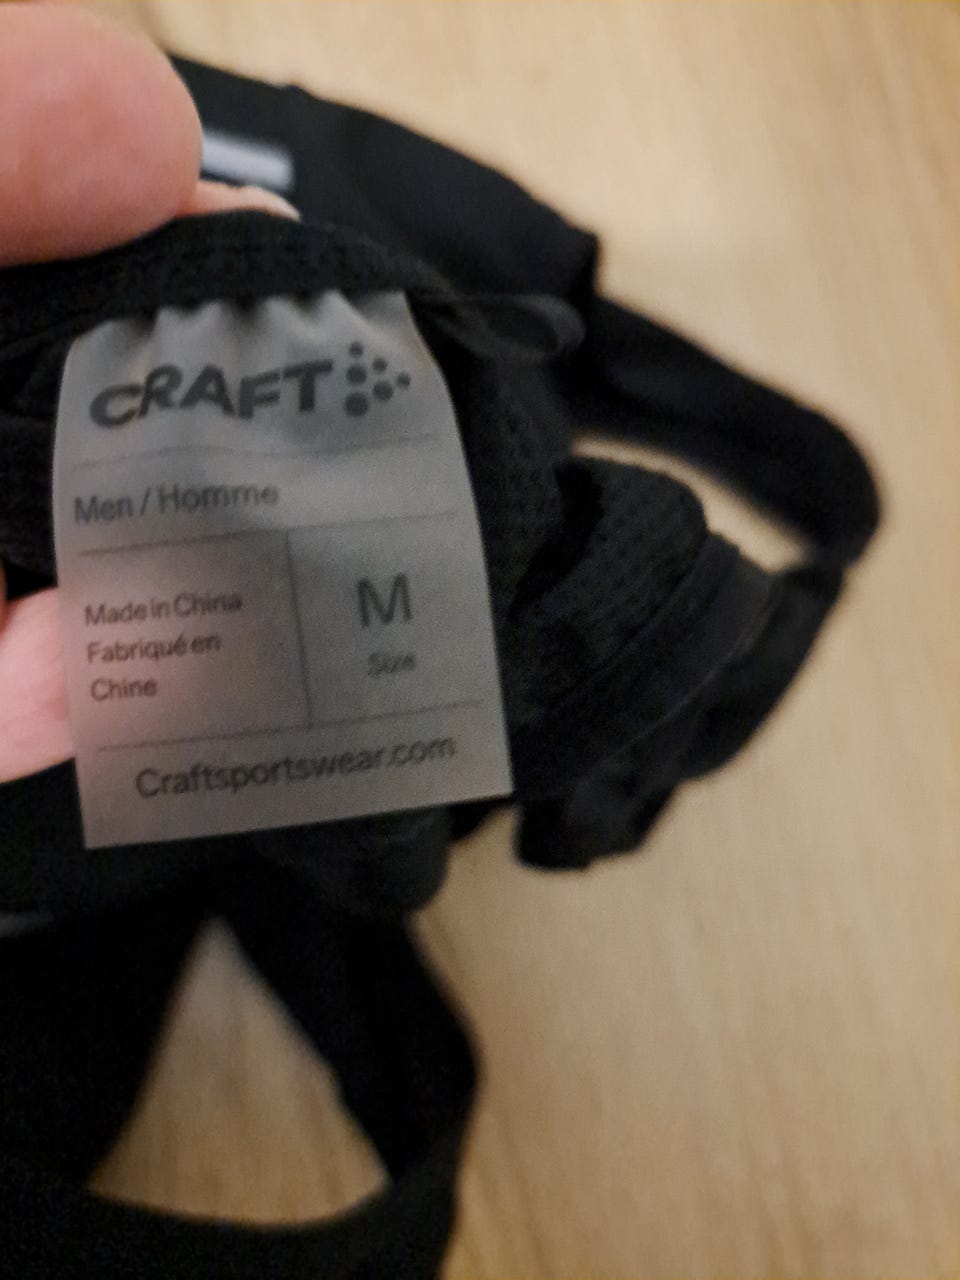 CRAFT
Men / Homme
Made in China
Fabriqué en
Chine
M
Size
Craftsportswear.com